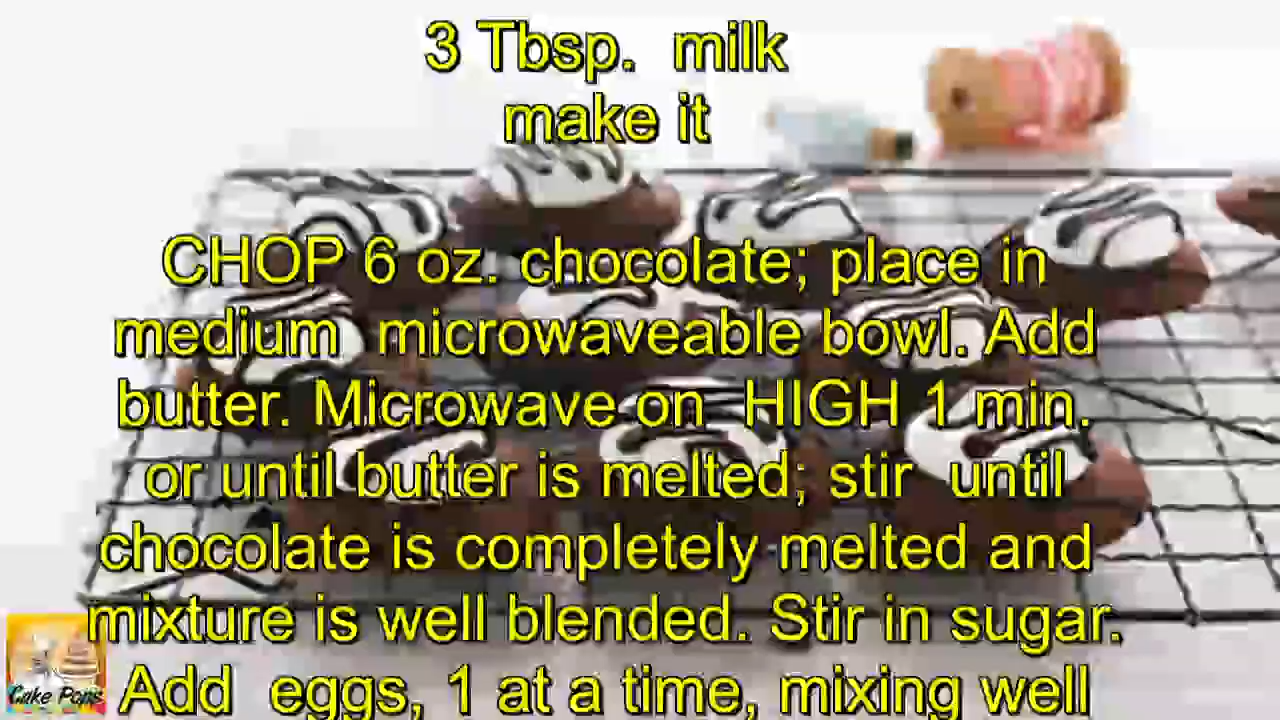 3 Tbsp. milk
make it
CHOP 6 oz. chocolate; place in
medium microwaveable bowl. Add
butter. Microwave on HIGH 1 min.
or until butter is melted; stir until
chocolate is completely melted and
mixture is well blended. Stir in sugar.
Add eggs, 1 at a time, mixing well
Cake Pops